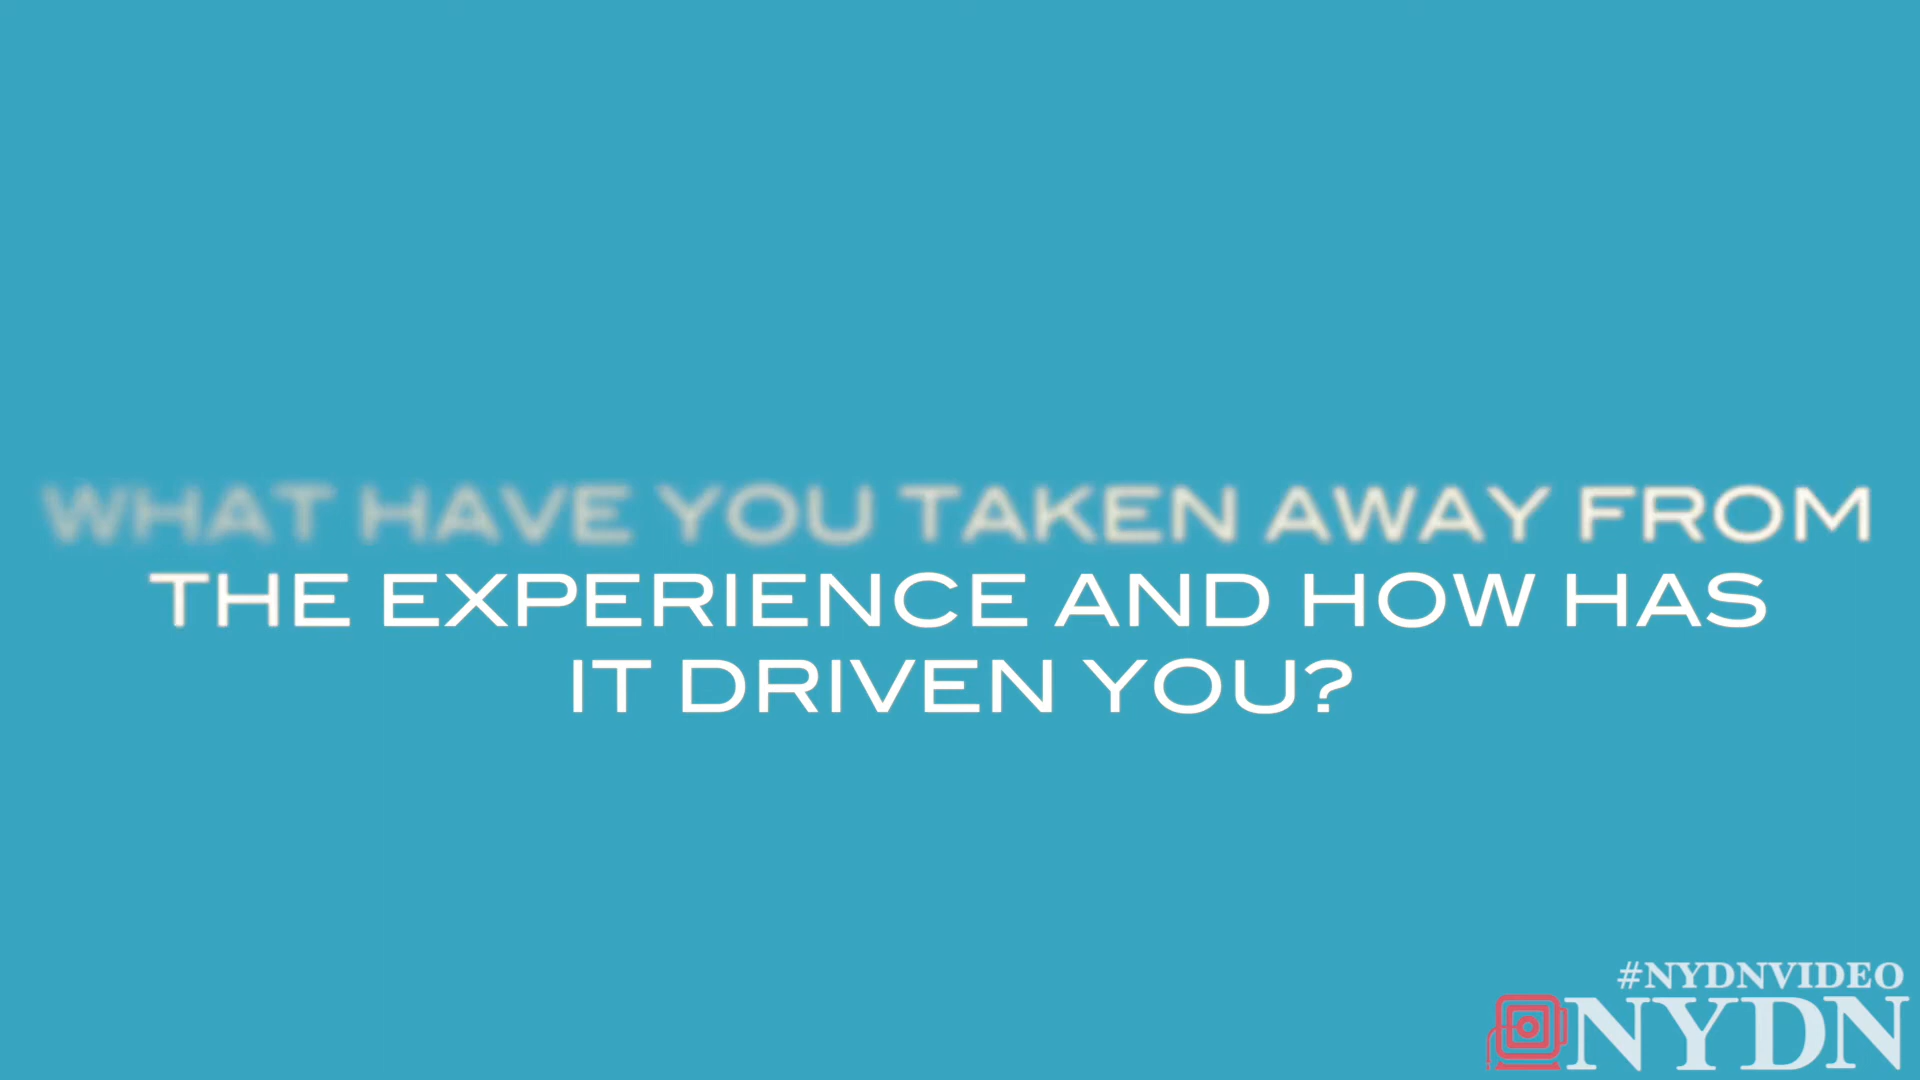 WHAT HAVE YOU TAKEN AWAY FROM
THE EXPERIENCE AND HOW HAS
IT DRIVEN YOU?
#NYDNVIDEO
NYDN